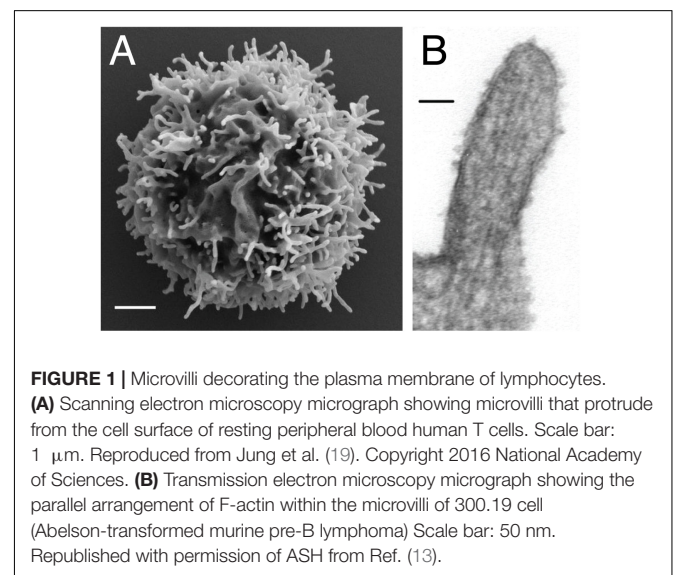 A
B
FIGURE 1 | Microvilli decorating the plasma membrane of lymphocytes.
(A) Scanning electron microscopy micrograph showing microvilli that protrude
from the cell surface of resting peripheral blood human T cells. Scale bar:
1 μm. Reproduced from Jung et al. (19). Copyright 2016 National Academy
of Sciences. (B) Transmission electron microscopy micrograph showing the
parallel arrangement of F-actin within the microvilli of 300.19 cell
(Abelson-transformed murine pre-B lymphoma) Scale bar: 50 nm.
Republished with permission of ASH from Ref. (13).